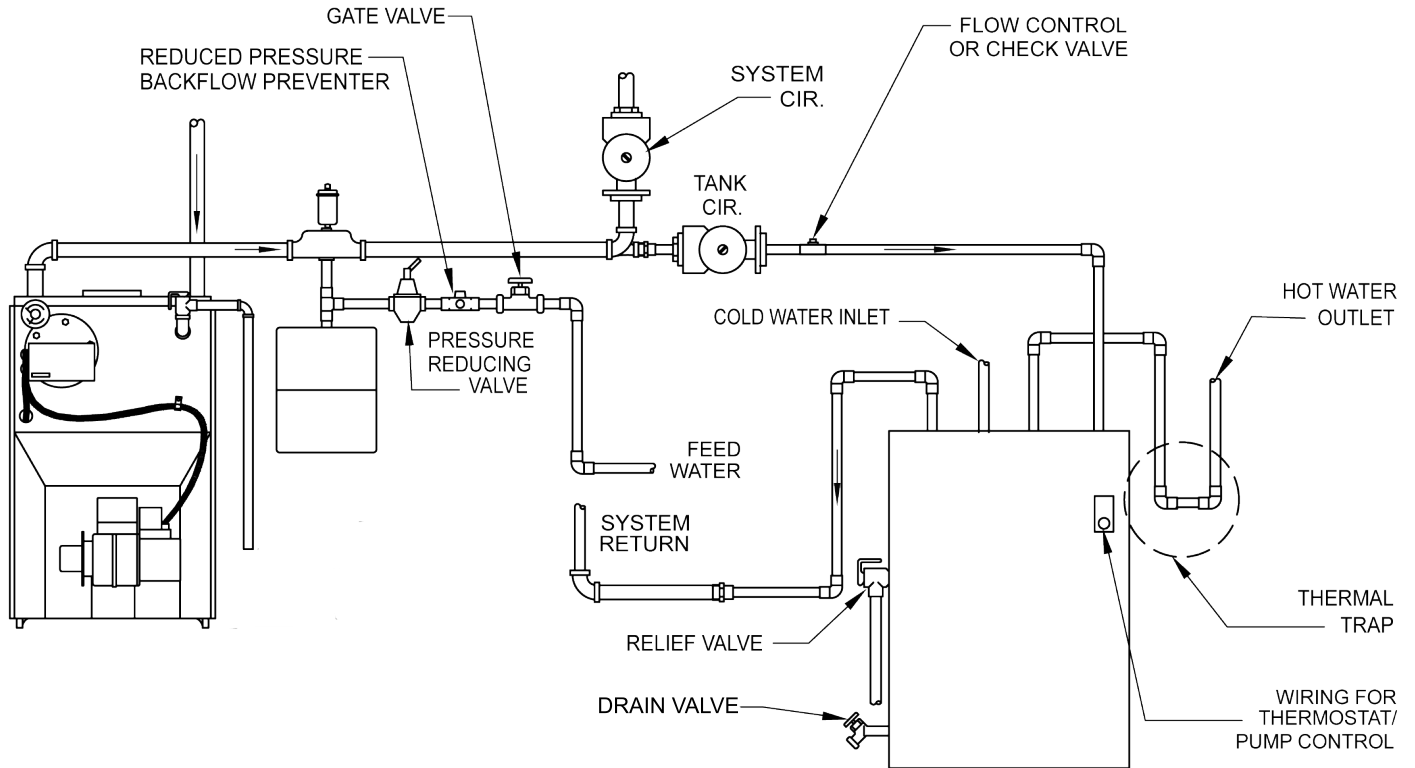 GATE VALVE
REDUCED PRESSURE
BACKFLOW PREVENTER
SYSTEM
CIR.
FLOW CONTROL
OR CHECK VALVE
TANK
CIR.
COLD WATER INLET
HOT WATER
OUTLET
PRESSURE
REDUCING
VALVE
FEED
WATER
SYSTEM
RETURN
RELIEF VALVE
DRAIN VALVE
THERMAL
TRAP
WIRING FOR
THERMOSTAT/
PUMP CONTROL